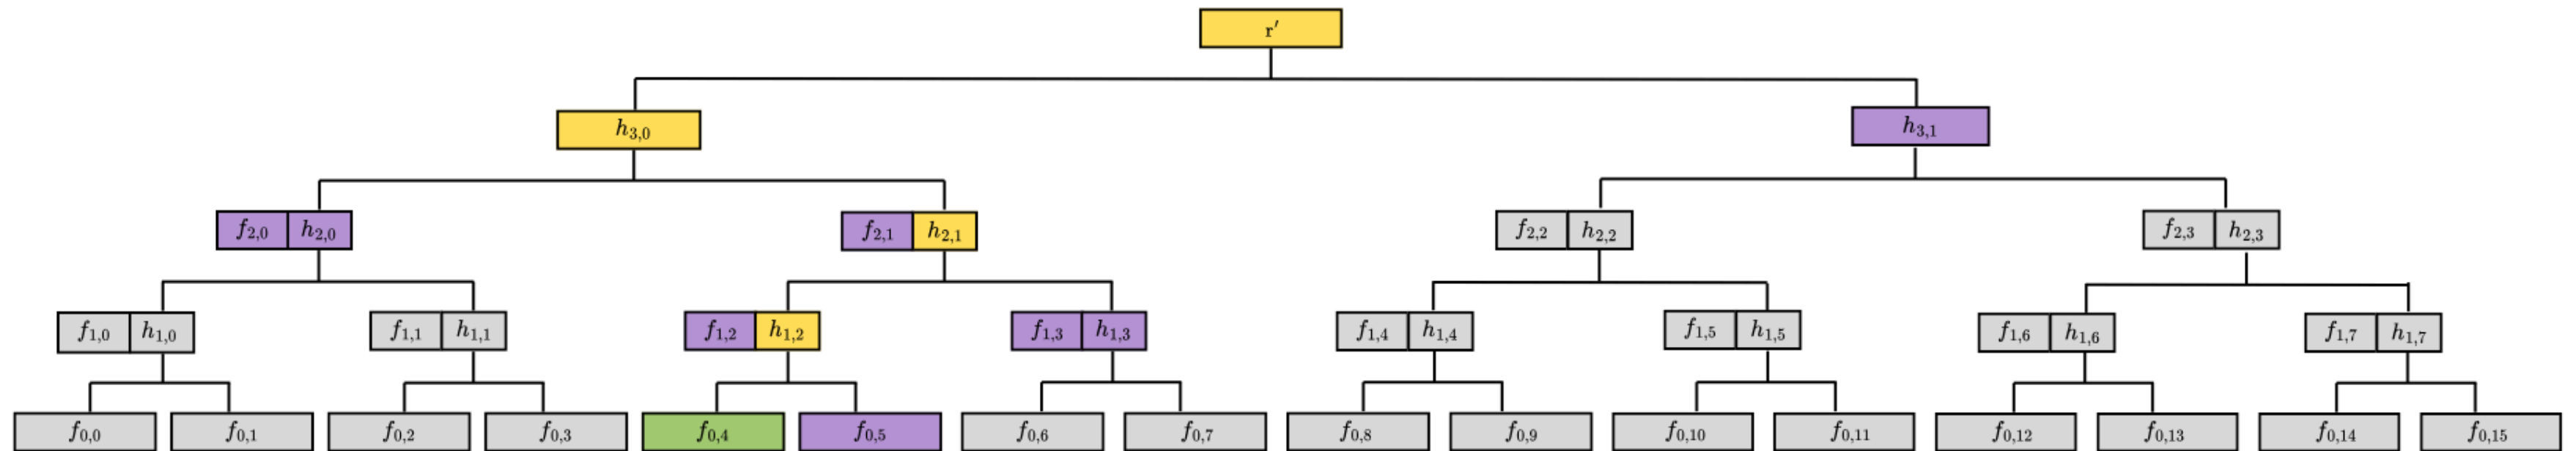 r′
h3,0 h3,1
f2,0 h2,0 f2,1 h2,1 f2,2 h2,2 f2,3 h2,3
f1,0 h1,0 f1,1 h1,1 f1,2 h1,2 f1,3 h1,3 f1,4 h1,4 f1,5 h1,5 f1,6 h1,6 f1,7 h1,7
f0,0 f0,1 f0,2 f0,3 f0,4 f0,5 f0,6 f0,7 f0,8 f0,9 f0,10 f0,11 f0,12 f0,13 f0,14 f0,15